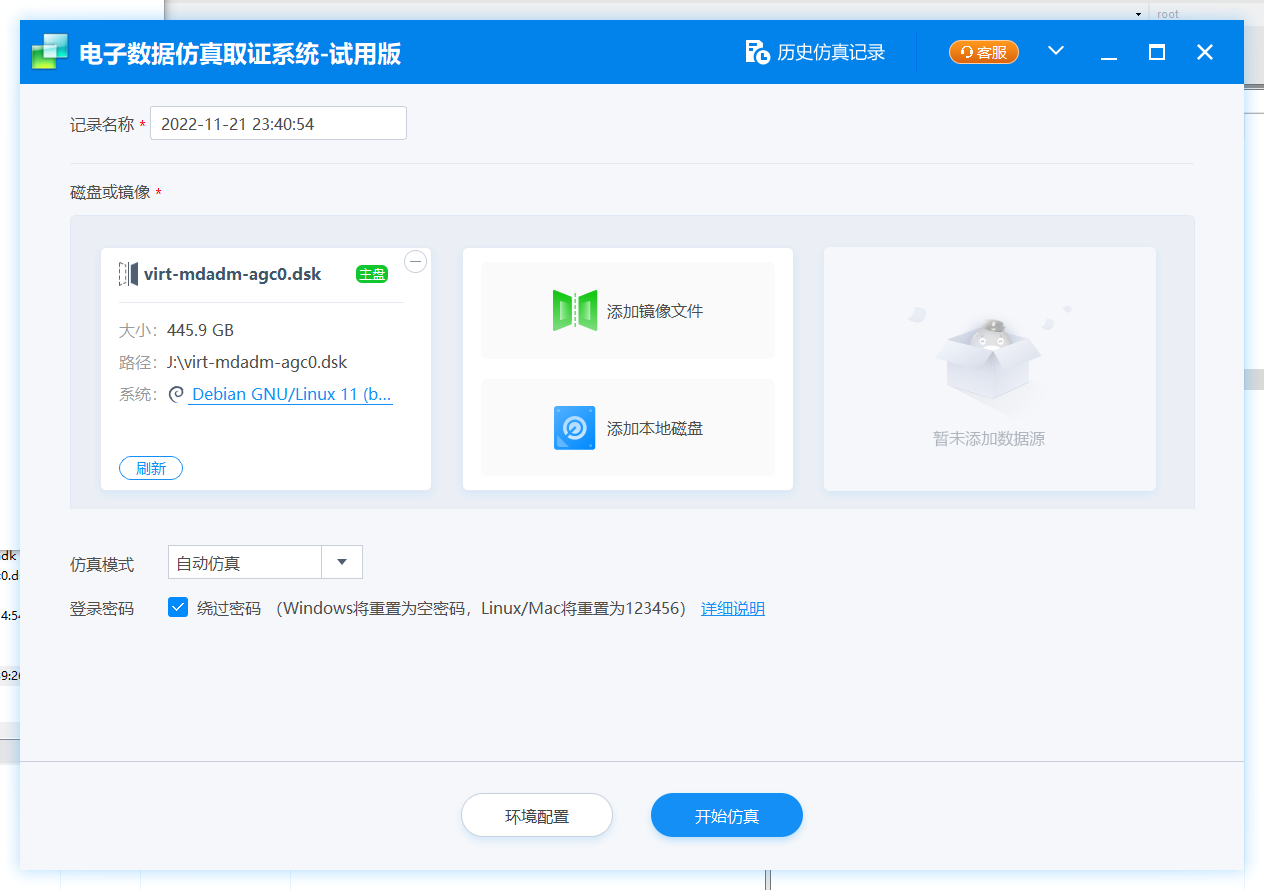 root
电子数据仿真取证系统-试用版
历史仿真记录
客服
记录名称 * 2022-11-21 23:40:54
磁盘或镜像 *
virt-mdadm-agc0.dsk 主盘
大小: 445.9 GB
路径: J:\virt-mdadm-agc0.dsk
系统: Debian GNU/Linux 11 (b...
刷新
添加镜像文件
添加本地磁盘
暂未添加数据源
dk
0.d
4:54
9:26
仿真模式 自动仿真
登录密码 绕过密码 （Windows将重置为空密码，Linux/Mac将重置为123456） 详细说明
环境配置 开始仿真